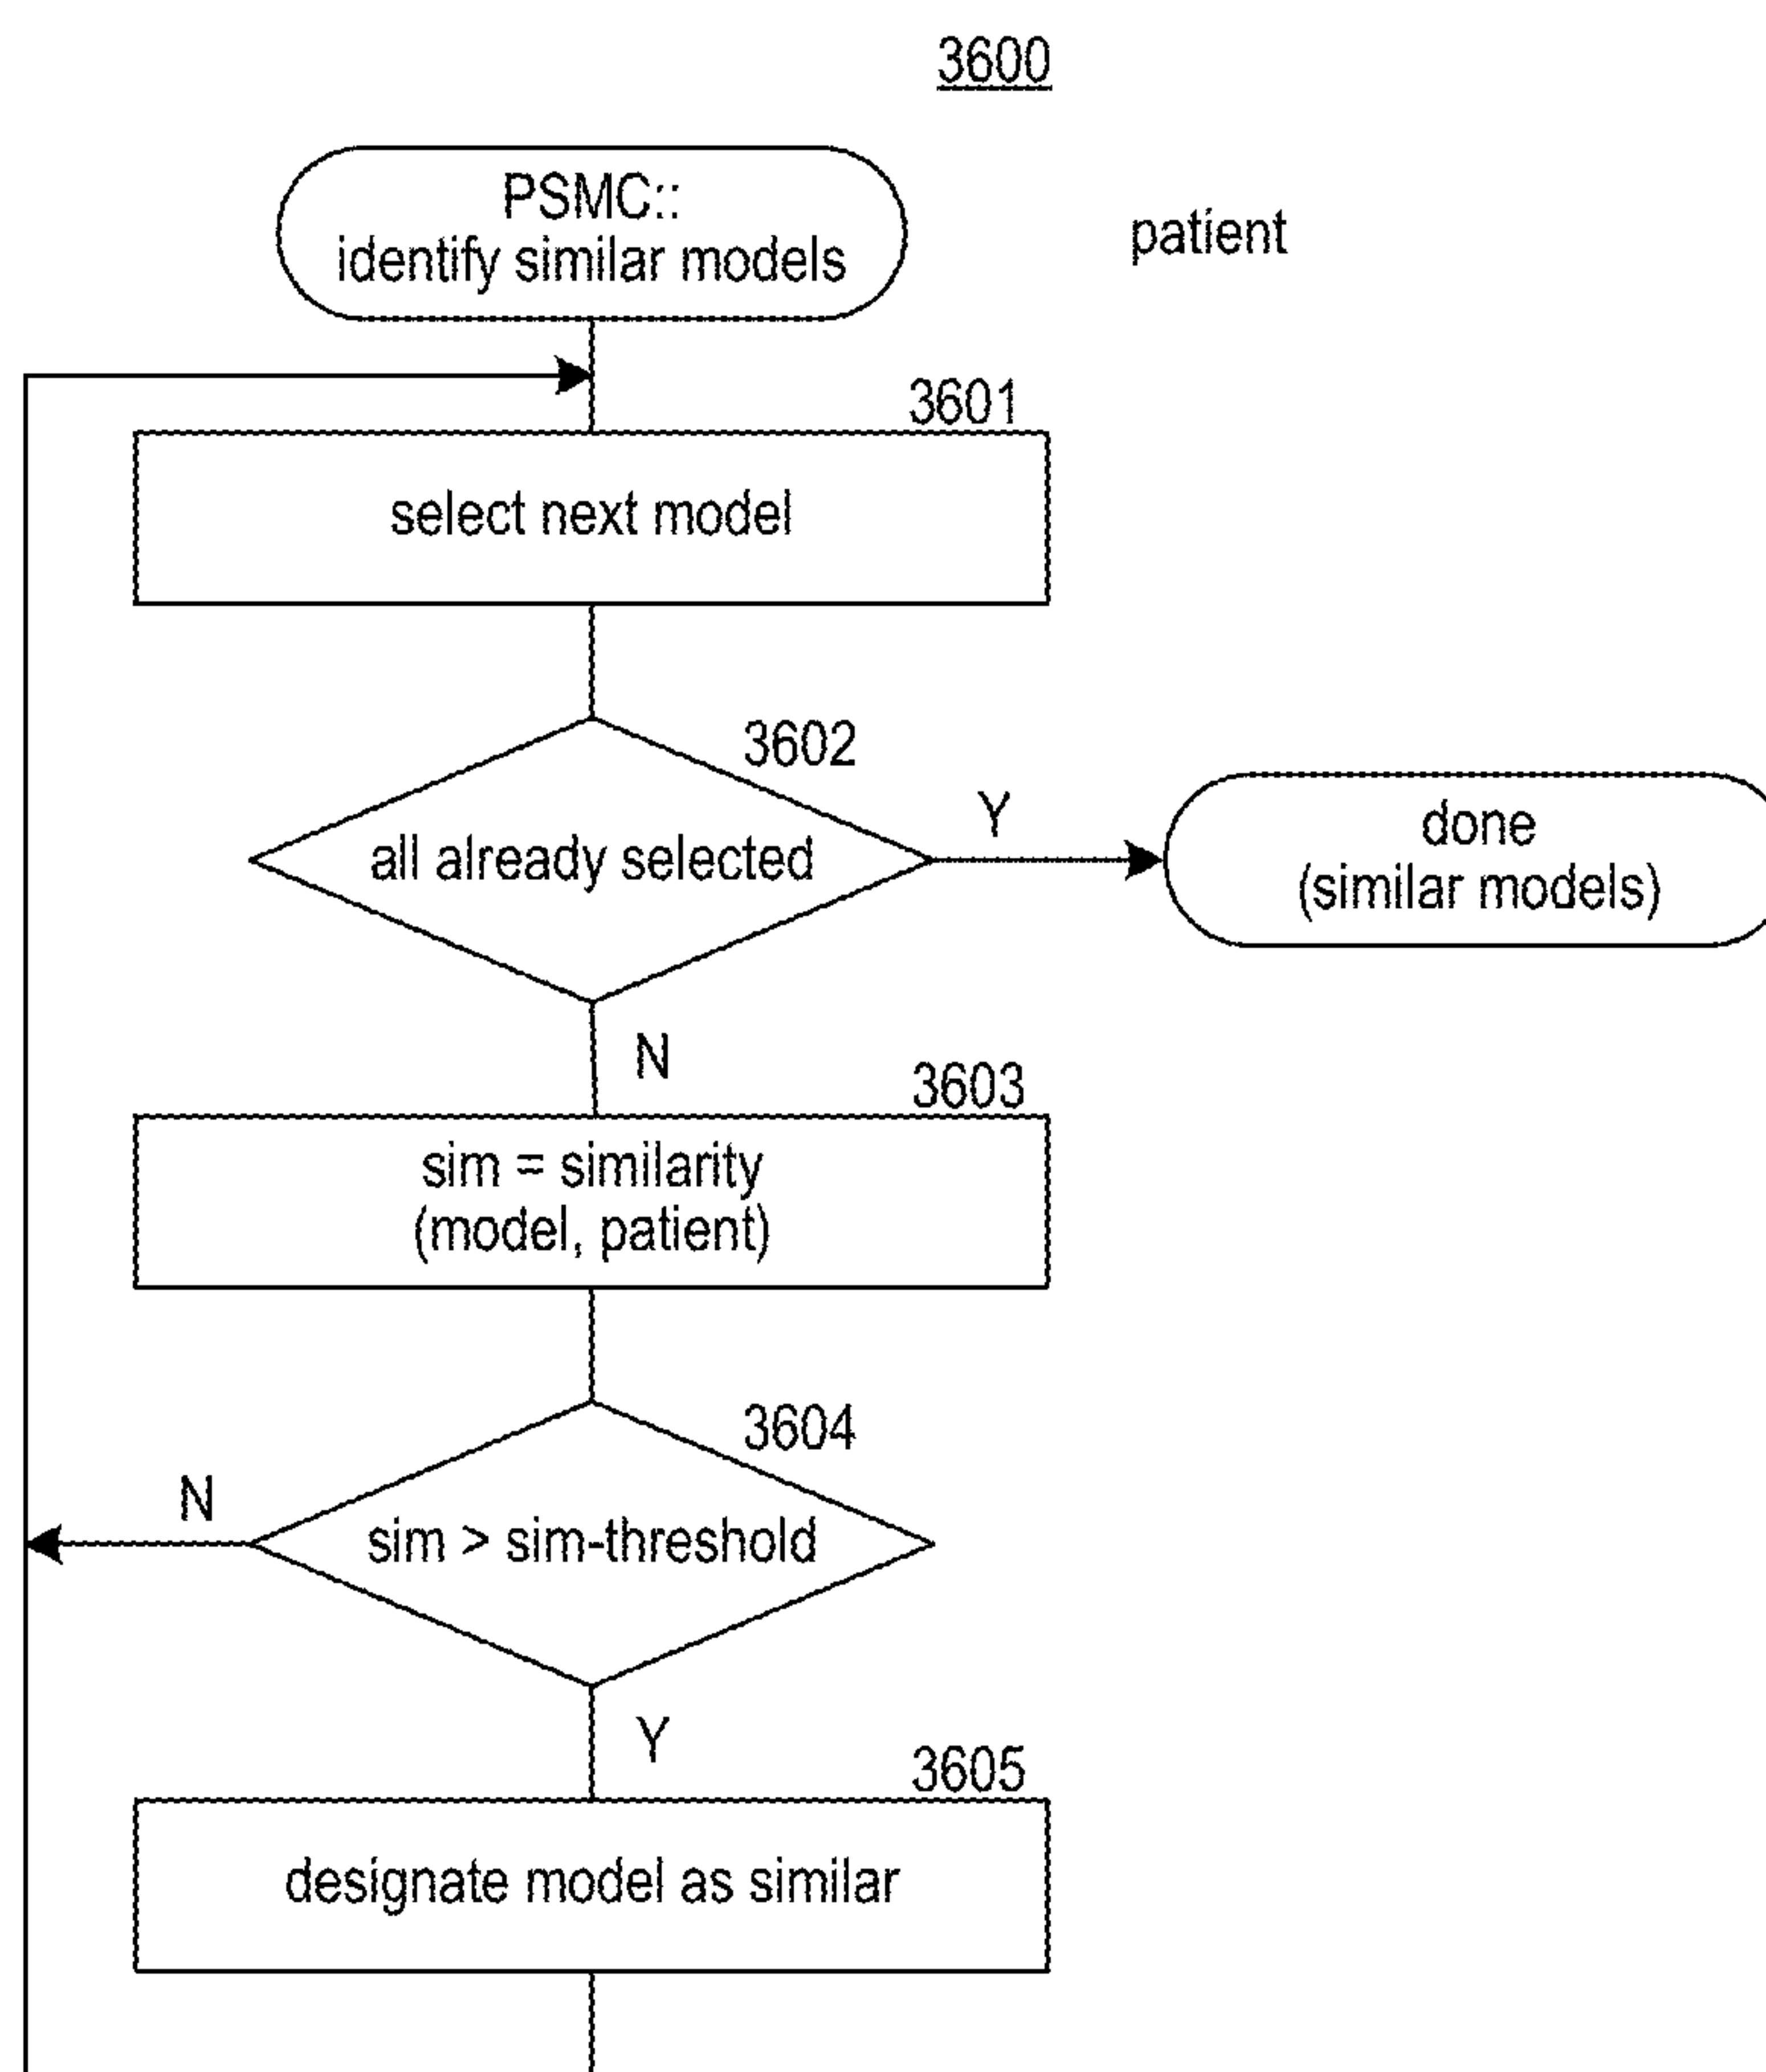 3600
PSMC::
identify similar models
patient
3601
select next model
3602
all already selected
Y
done
(similar models)
N
3603
sim = similarity
(model, patient)
3604
N
sim > sim-threshold
Y
3605
designate model as similar